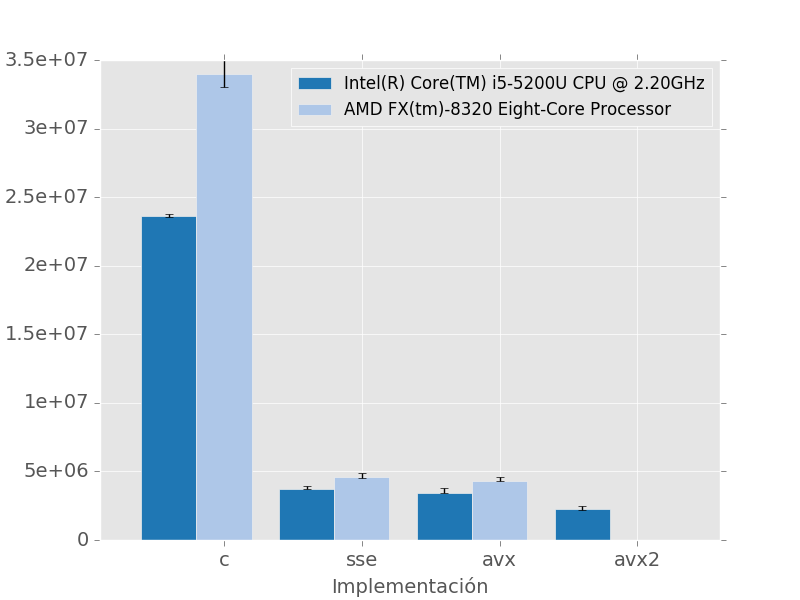 3.5e+07
3e+07
2.5e+07
2e+07
1.5e+07
1e+07
5e+06
0
Intel(R) Core(TM) i5-5200U CPU @ 2.20GHz
AMD FX(tm)-8320 Eight-Core Processor
c sse avx avx2
Implementación